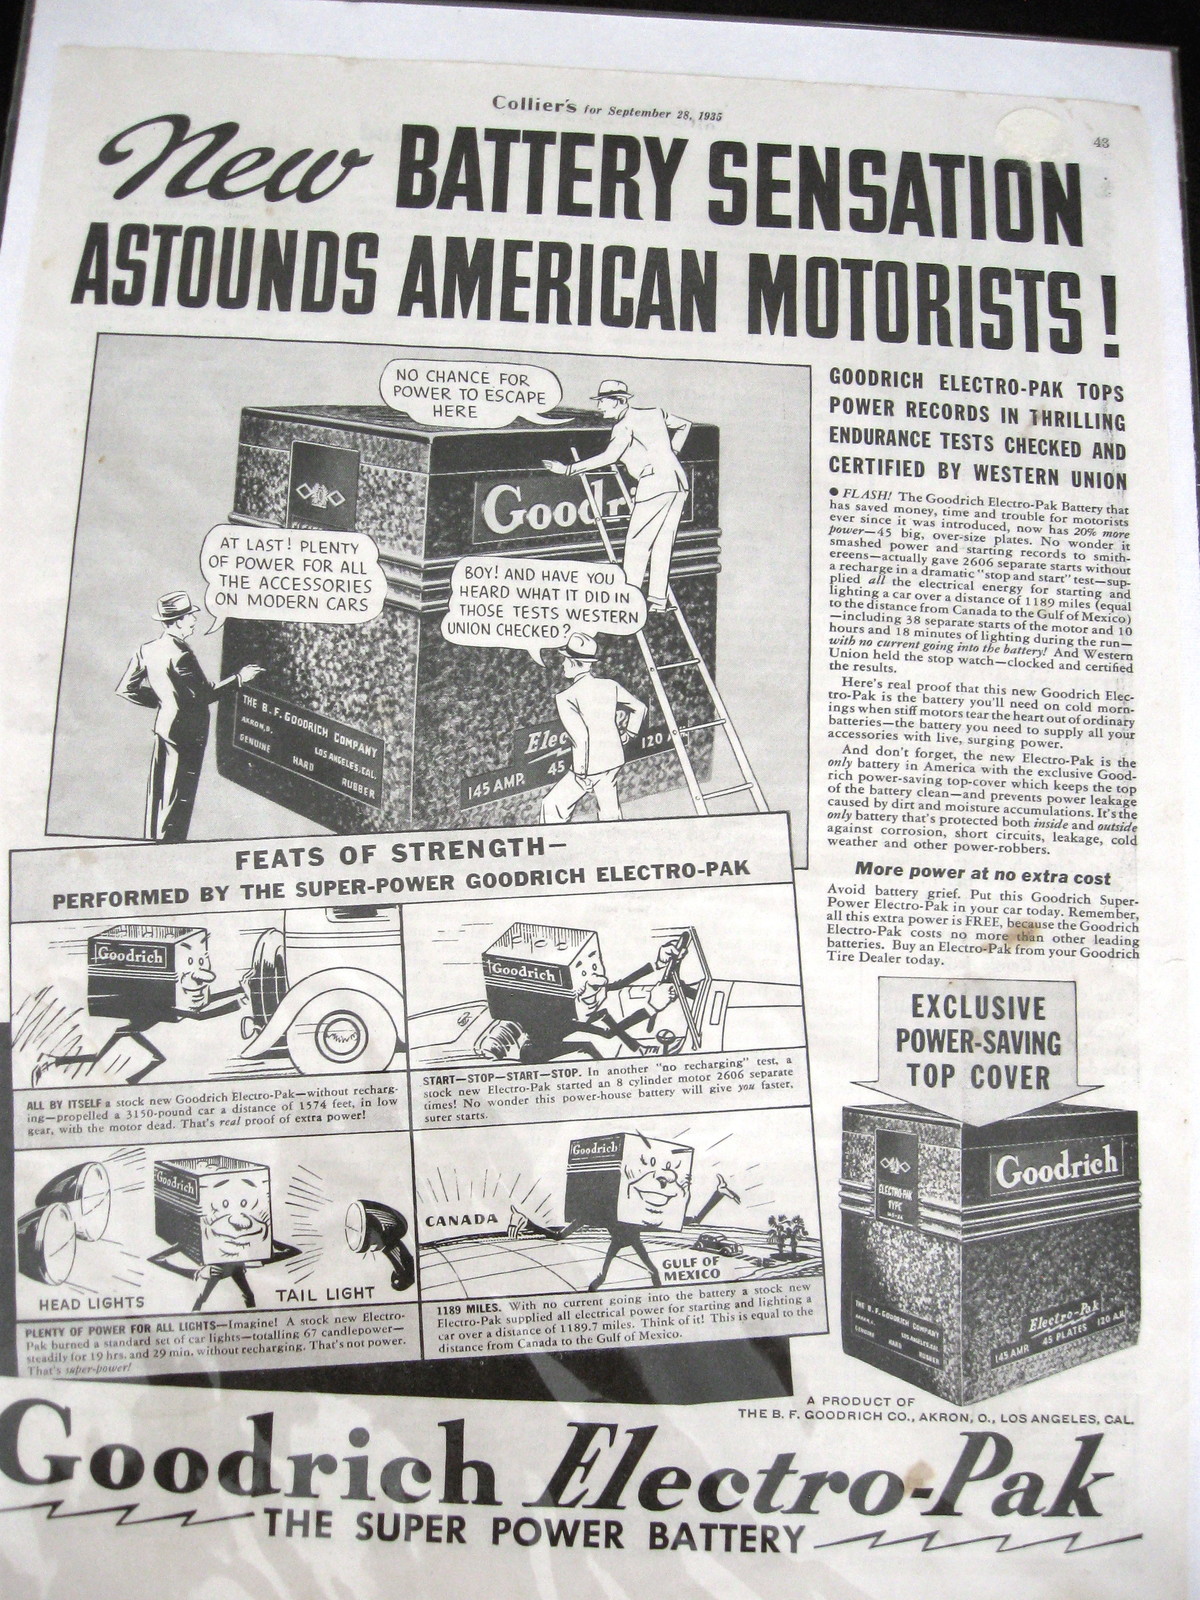 Collier's for September 28, 1935
43
New BATTERY SENSATION
ASTOUNDS AMERICAN MOTORISTS!
NO CHANCE FOR
POWER TO ESCAPE
HERE
Goodr
AT LAST! PLENTY
OF POWER FOR ALL
THE ACCESSORIES
ON MODERN CARS
BOY! AND HAVE YOU
HEARD WHAT IT DID IN
THOSE TESTS WESTERN
UNION CHECKED?
THE B. F. GOODRICH COMPANY
AKRON, O. LOS ANGELES, CAL.
GENUINE HARD RUBBER
Elec
145 AMP. 45 120 A
GOODRICH ELECTRO-PAK TOPS
POWER RECORDS IN THRILLING
ENDURANCE TESTS CHECKED AND
CERTIFIED BY WESTERN UNION
● FLASH! The Goodrich Electro-Pak Battery that
has saved money, time and trouble for motorists
ever since it was introduced, now has 20% more
power—45 big, over-size plates. No wonder it
smashed power and starting records to smith-
ereens—actually gave 2606 separate starts without
a recharge in a dramatic "stop and start" test—sup-
plied all the electrical energy for starting and
lighting a car over a distance of 1189 miles (equal
to the distance from Canada to the Gulf of Mexico)
—including 38 separate starts of the motor and 10
hours and 18 minutes of lighting during the run—
with no current going into the battery! And Western
Union held the stop watch—clocked and certified
the results.
Here's real proof that this new Goodrich Elec-
tro-Pak is the battery you'll need on cold morn-
ings when stiff motors tear the heart out of ordinary
batteries—the battery you need to supply all your
accessories with live, surging power.
And don't forget, the new Electro-Pak is the
only battery in America with the exclusive Good-
rich power-saving top-cover which keeps the top
of the battery clean—and prevents power leakage
caused by dirt and moisture accumulations. It's the
only battery that's protected both inside and outside
against corrosion, short circuits, leakage, cold
weather and other power-robbers.
More power at no extra cost
Avoid battery grief. Put this Goodrich Super-
Power Electro-Pak in your car today. Remember,
all this extra power is FREE, because the Goodrich
Electro-Pak costs no more than other leading
batteries. Buy an Electro-Pak from your Goodrich
Tire Dealer today.
FEATS OF STRENGTH—
PERFORMED BY THE SUPER-POWER GOODRICH ELECTRO-PAK
Goodrich
ALL BY ITSELF a stock new Goodrich Electro-Pak—without recharg-
ing—propelled a 3150-pound car a distance of 1574 feet, in low
gear, with the motor dead. That's real proof of extra power!
Goodrich
START—STOP—START—STOP. In another "no recharging" test, a
stock new Electro-Pak started an 8 cylinder motor 2606 separate
times! No wonder this power-house battery will give you faster,
surer starts.
Goodrich
HEAD LIGHTS
TAIL LIGHT
PLENTY OF POWER FOR ALL LIGHTS—Imagine! A stock new Electro-
Pak burned a standard set of car lights—totalling 67 candlepower—
steadily for 19 hrs. and 29 min. without recharging. That's not power.
That's super-power!
Goodrich
CANADA
GULF OF
MEXICO
1189 MILES. With no current going into the battery a stock new
Electro-Pak supplied all electrical power for starting and lighting a
car over a distance of 1189.7 miles. Think of it! This is equal to the
distance from Canada to the Gulf of Mexico.
EXCLUSIVE
POWER-SAVING
TOP COVER
Goodrich
ELECTRO-PAK
TYPE
THE B. F. GOODRICH COMPANY
AKRON, O. LOS ANGELES, CAL.
GENUINE HARD RUBBER
Electro-Pak
145 AMP. 45 PLATES 120 A.H.
A PRODUCT OF
THE B. F. GOODRICH CO., AKRON, O., LOS ANGELES, CAL.
Goodrich Electro-Pak
THE SUPER POWER BATTERY